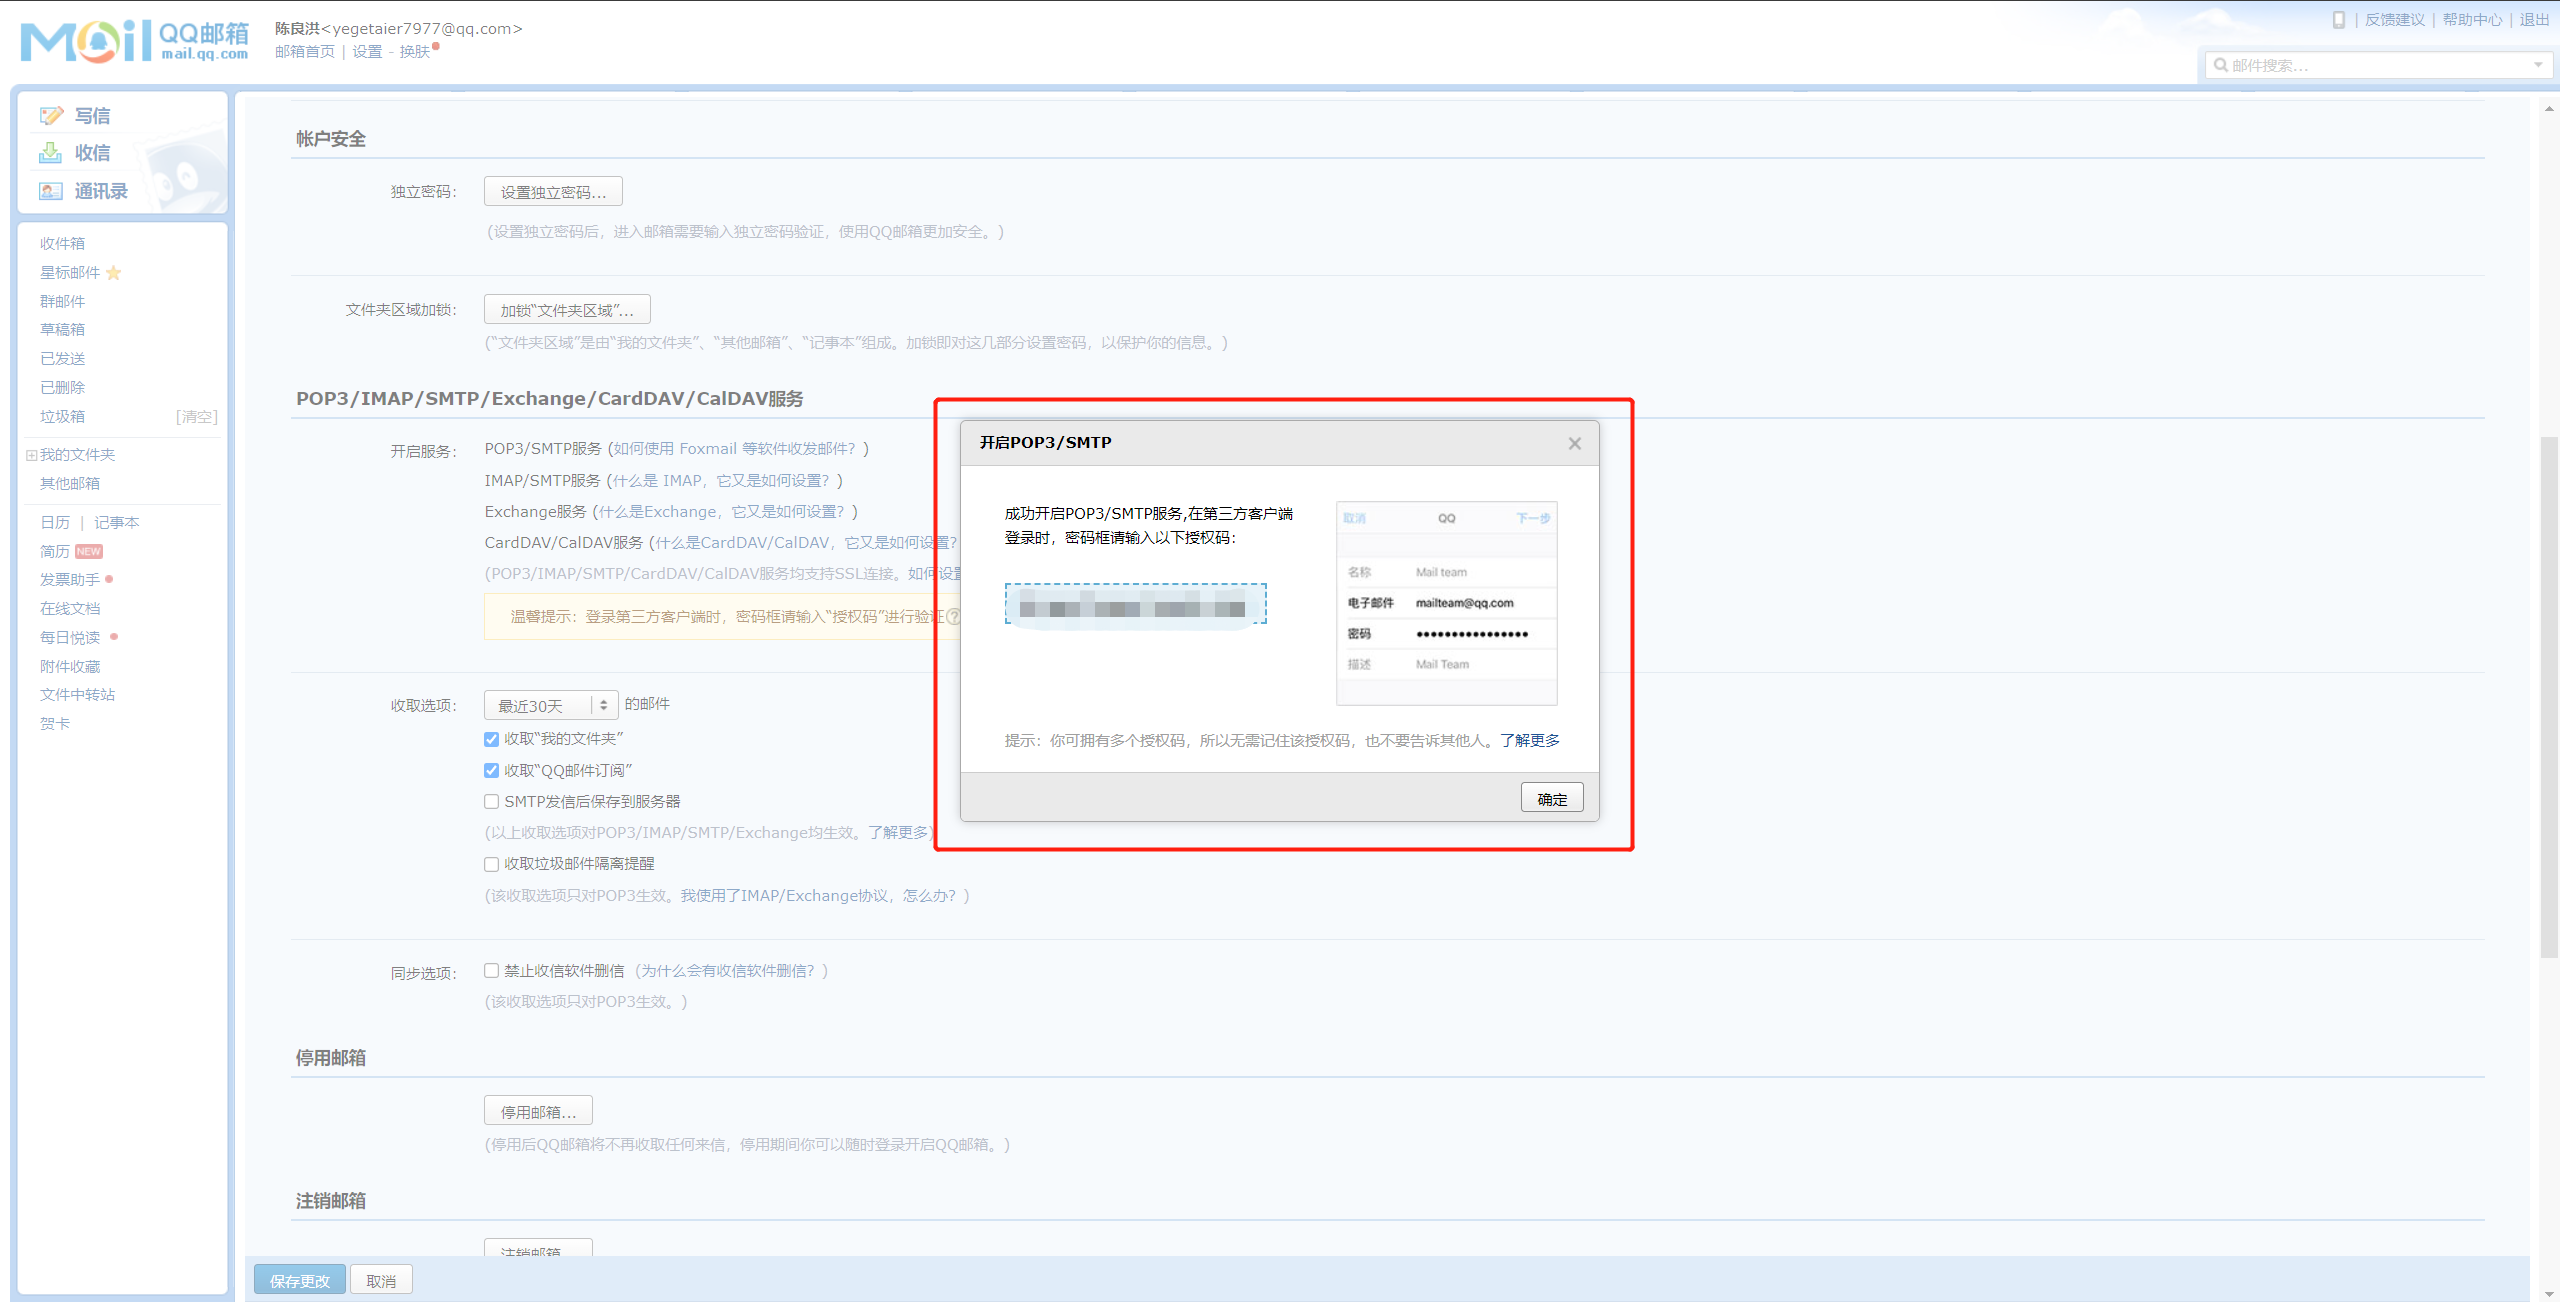 Mail QQ邮箱
mail.qq.com
陈良洪<yegetaier7977@qq.com>
邮箱首页 | 设置 - 换肤
| 反馈建议 | 帮助中心 | 退出
邮件搜索...
写信
收信
通讯录
收件箱
星标邮件
群邮件
草稿箱
已发送
已删除
垃圾箱 [清空]
我的文件夹
其他邮箱
日历 | 记事本
简历 NEW
发票助手
在线文档
每日悦读
附件收藏
文件中转站
贺卡
帐户安全
独立密码： 设置独立密码...
(设置独立密码后，进入邮箱需要输入独立密码验证，使用QQ邮箱更加安全。)
文件夹区域加锁： 加锁“文件夹区域”...
(“文件夹区域”是由“我的文件夹”、“其他邮箱”、“记事本”组成。加锁即对这几部分设置密码，以保护你的信息。)
POP3/IMAP/SMTP/Exchange/CardDAV/CalDAV服务
开启服务： POP3/SMTP服务 (如何使用 Foxmail 等软件收发邮件？)
IMAP/SMTP服务 (什么是 IMAP，它又是如何设置？)
Exchange服务 (什么是Exchange，它又是如何设置？)
CardDAV/CalDAV服务 (什么是CardDAV/CalDAV，它又是如何设置?
(POP3/IMAP/SMTP/CardDAV/CalDAV服务均支持SSL连接。如何设置
温馨提示：登录第三方客户端时，密码框请输入“授权码”进行验证?
收取选项： 最近30天 的邮件
收取“我的文件夹”
收取“QQ邮件订阅”
SMTP发信后保存到服务器
(以上收取选项对POP3/IMAP/SMTP/Exchange均生效。了解更多)
收取垃圾邮件隔离提醒
(该收取选项只对POP3生效。我使用了IMAP/Exchange协议，怎么办？)
同步选项： 禁止收信软件删信 (为什么会有收信软件删信？)
(该收取选项只对POP3生效。)
停用邮箱
停用邮箱...
(停用后QQ邮箱将不再收取任何来信，停用期间你可以随时登录开启QQ邮箱。)
注销邮箱
注销邮箱
保存更改 取消
开启POP3/SMTP
成功开启POP3/SMTP服务,在第三方客户端
登录时，密码框请输入以下授权码：
取消 QQ 下一步
名称 Mail team
电子邮件 mailteam@qq.com
密码 ••••••••••••••••
描述 Mail Team
提示：你可拥有多个授权码，所以无需记住该授权码，也不要告诉其他人。了解更多
确定